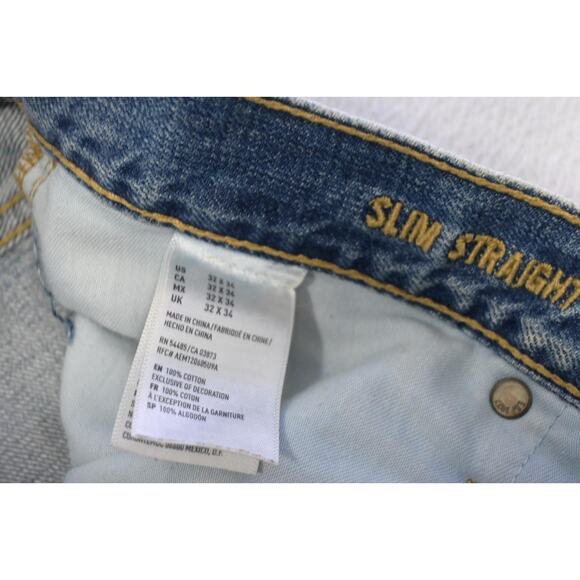 SLIM STRAIGHT
US 32 X 34
CA 32 X 34
MX 32 X 34
UK 32 X 34
MADE IN CHINA/FABRIQUÉ EN CHINE/
HECHO EN CHINA
RN 54485/CA 03873
RFC# AEM120605U9A
EN 100% COTTON
EXCLUSIVE OF DECORATION
FR 100% COTON
À L'EXCEPTION DE LA GARNITURE
SP 100% ALGODÓN
MEXICO, D.F.